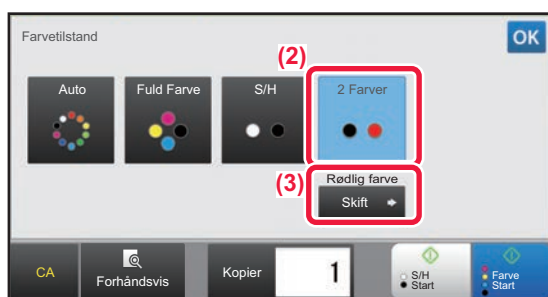 Farvetilstand
OK
(2)
Auto
Fuld Farve
S/H
2 Farver
(3)
Rødlig farve
Skift
CA
Forhåndsvis
Kopier
1
S/H
Start
Farve
Start